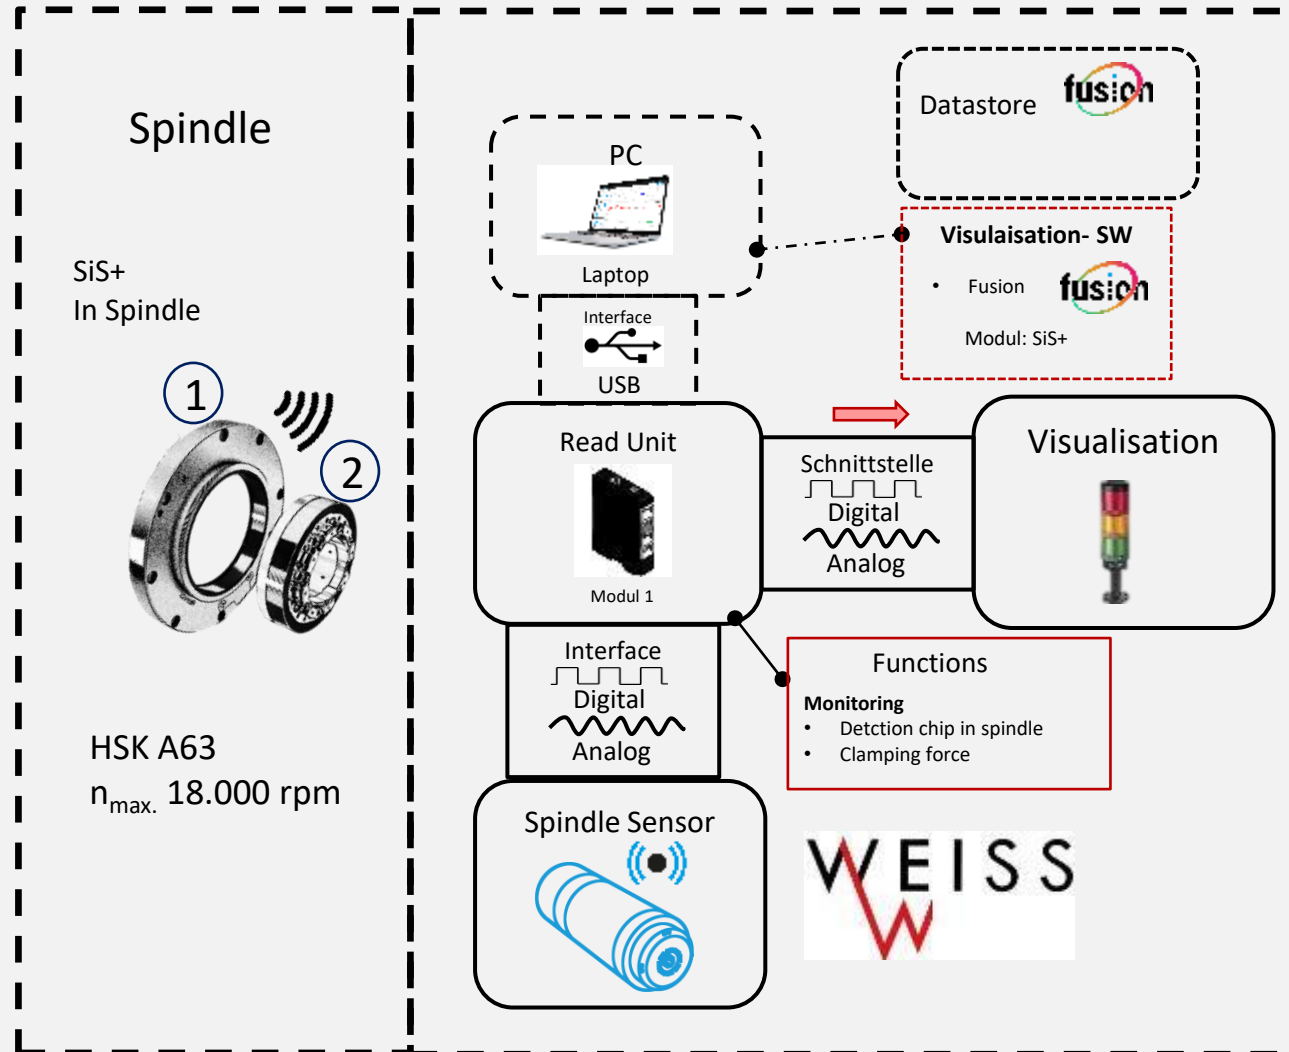 Spindle
SiS+
In Spindle
1
2
HSK A63
nmax. 18.000 rpm
PC
Laptop
Interface
USB
Read Unit
Modul 1
Interface
Digital
Analog
Spindle Sensor
Datastore
fusion
Visulaisation- SW
• Fusion
fusion
Modul: SiS+
Schnittstelle
Digital
Analog
Visualisation
Functions
Monitoring
• Detction chip in spindle
• Clamping force
WEISS
W